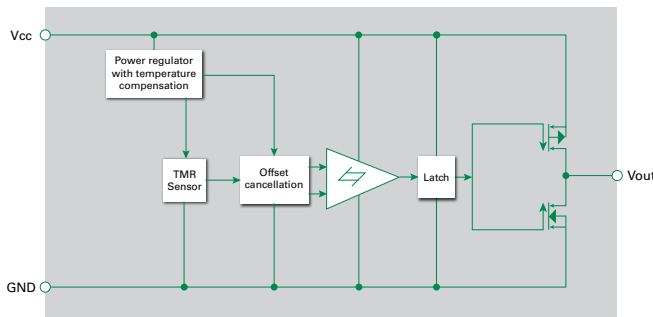 Vcc
Power regulator
with temperature
compensation
TMR
Sensor
Offset
cancellation
Latch
Vout
GND